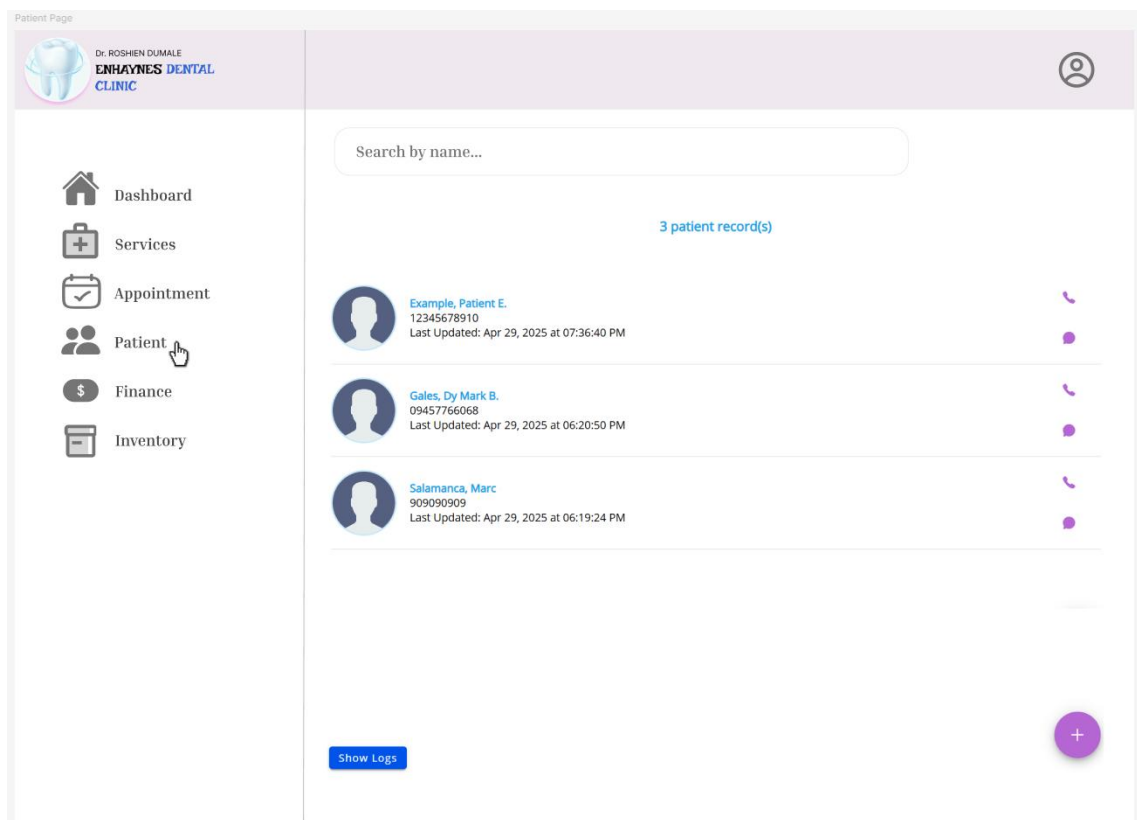 Patient Page
Dr. ROSHIEN DUMALE
ENHAYNES DENTAL
CLINIC
Dashboard
Services
Appointment
Patient
$ Finance
Inventory
Search by name...
3 patient record(s)
Example, Patient E.
12345678910
Last Updated: Apr 29, 2025 at 07:36:40 PM
Gales, Dy Mark B.
09457766068
Last Updated: Apr 29, 2025 at 06:20:50 PM
Salamanca, Marc
909090909
Last Updated: Apr 29, 2025 at 06:19:24 PM
+
Show Logs